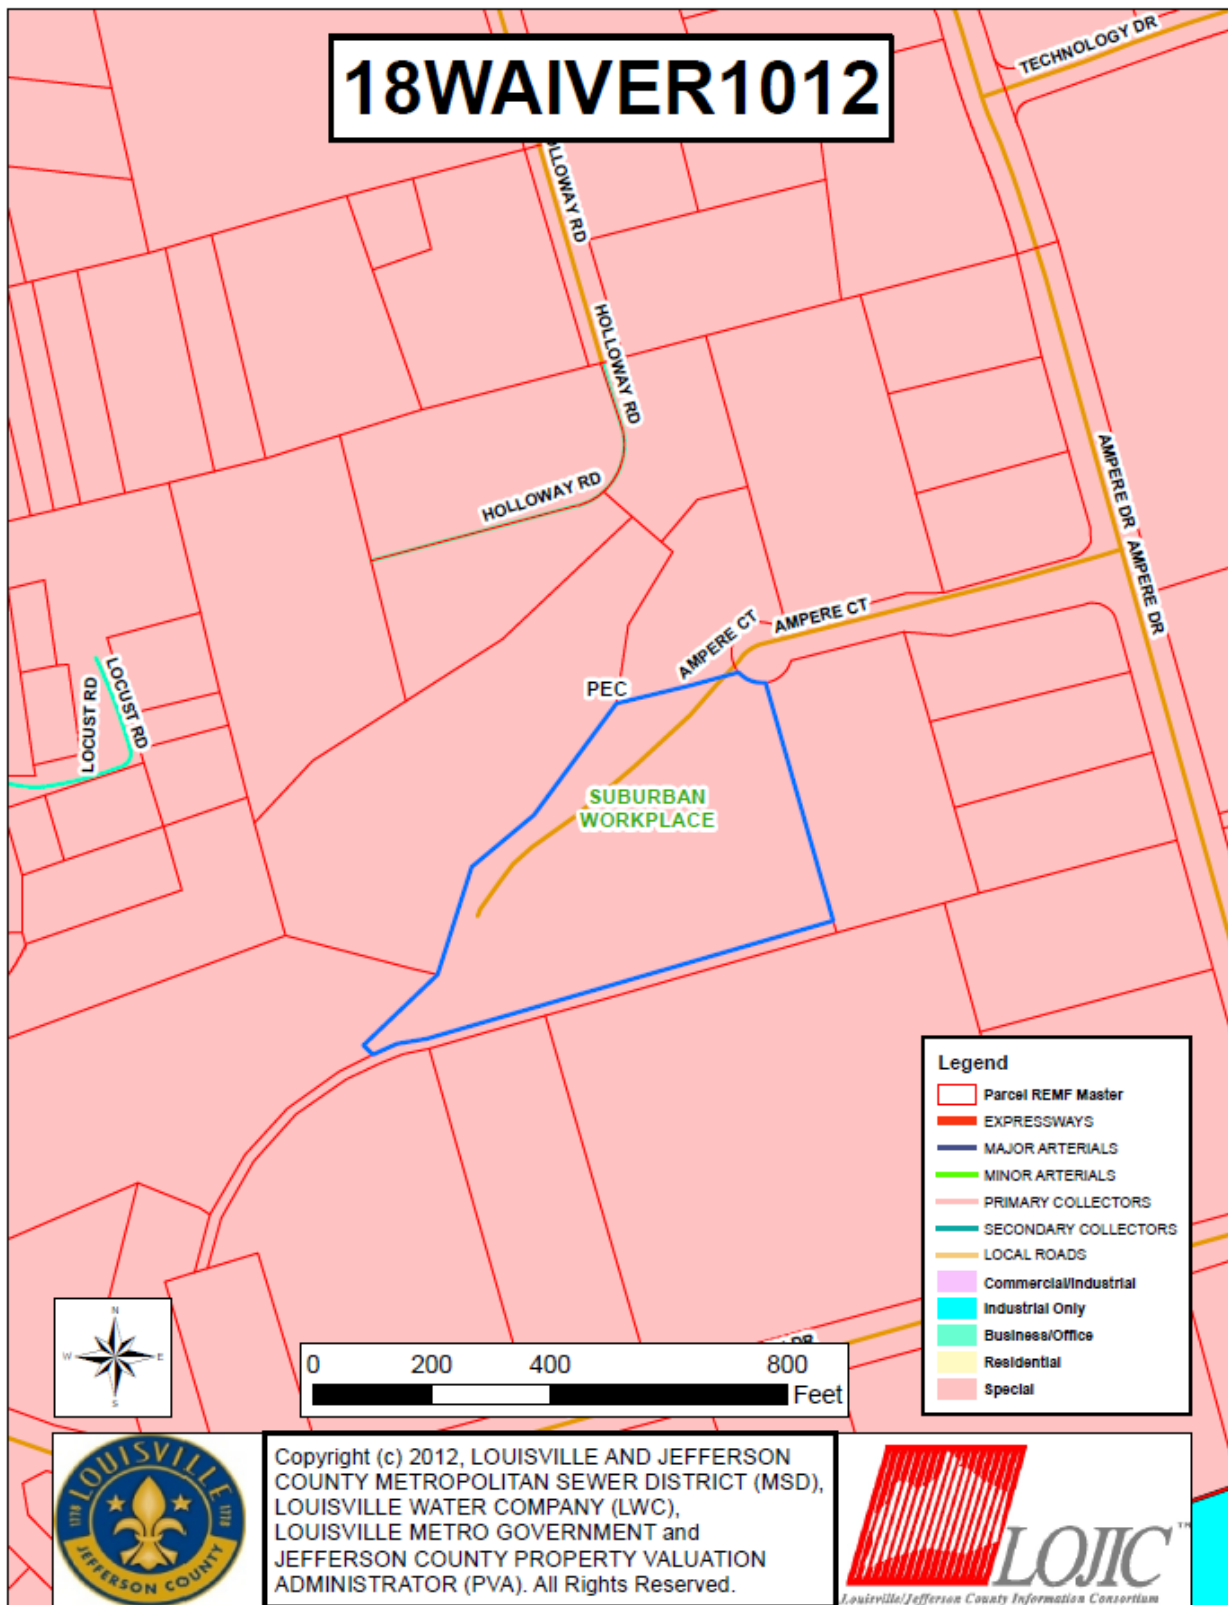 18WAIVER1012
TECHNOLOGY DR
OLLOWAY RD
HOLLOWAY RD
HOLLOWAY RD
AMPERE DR
AMPERE DR
AMPERE CT
AMPERE CT
LOCUST RD
LOCUST RD
PEC
SUBURBAN
WORKPLACE
Legend
Parcel REMF Master
EXPRESSWAYS
MAJOR ARTERIALS
MINOR ARTERIALS
PRIMARY COLLECTORS
SECONDARY COLLECTORS
LOCAL ROADS
Commercial/Industrial
Industrial Only
Business/Office
Residential
Special
N
W
E
S
DR
0 200 400 800
Feet
LOUISVILLE
1778 1778
JEFFERSON COUNTY
Copyright (c) 2012, LOUISVILLE AND JEFFERSON
COUNTY METROPOLITAN SEWER DISTRICT (MSD),
LOUISVILLE WATER COMPANY (LWC),
LOUISVILLE METRO GOVERNMENT and
JEFFERSON COUNTY PROPERTY VALUATION
ADMINISTRATOR (PVA). All Rights Reserved.
LOJIC™
Louisville/Jefferson County Information Consortium